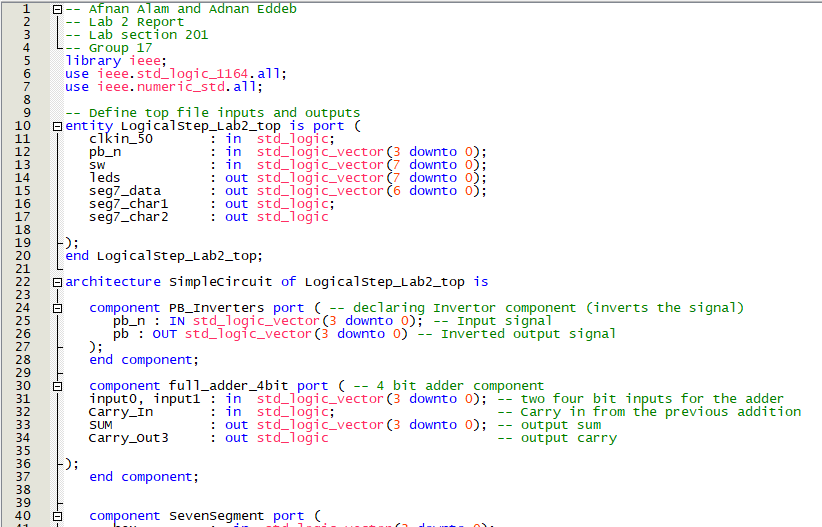 1 -- Afnan Alam and Adnan Eddeb
2 -- Lab 2 Report
3 -- Lab section 201
4 -- Group 17
5 library ieee;
6 use ieee.std_logic_1164.all;
7 use ieee.numeric_std.all;
8
9 -- Define top file inputs and outputs
10 entity LogicalStep_Lab2_top is port (
11 clkin_50 : in std_logic;
12 pb_n : in std_logic_vector(3 downto 0);
13 sw : in std_logic_vector(7 downto 0);
14 leds : out std_logic_vector(7 downto 0);
15 seg7_data : out std_logic_vector(6 downto 0);
16 seg7_char1 : out std_logic;
17 seg7_char2 : out std_logic
18
19 );
20 end LogicalStep_Lab2_top;
21
22 architecture SimpleCircuit of LogicalStep_Lab2_top is
23
24 component PB_Inverters port ( -- declaring Invertor component (inverts the signal)
25 pb_n : IN std_logic_vector(3 downto 0); -- Input signal
26 pb : OUT std_logic_vector(3 downto 0) -- Inverted output signal
27 );
28 end component;
29
30 component full_adder_4bit port ( -- 4 bit adder component
31 input0, input1 : in std_logic_vector(3 downto 0); -- two four bit inputs for the adder
32 Carry_In : in std_logic; -- Carry in from the previous addition
33 SUM : out std_logic_vector(3 downto 0); -- output sum
34 Carry_Out3 : out std_logic -- output carry
35
36 );
37 end component;
38
39
40 component SevenSegment port (